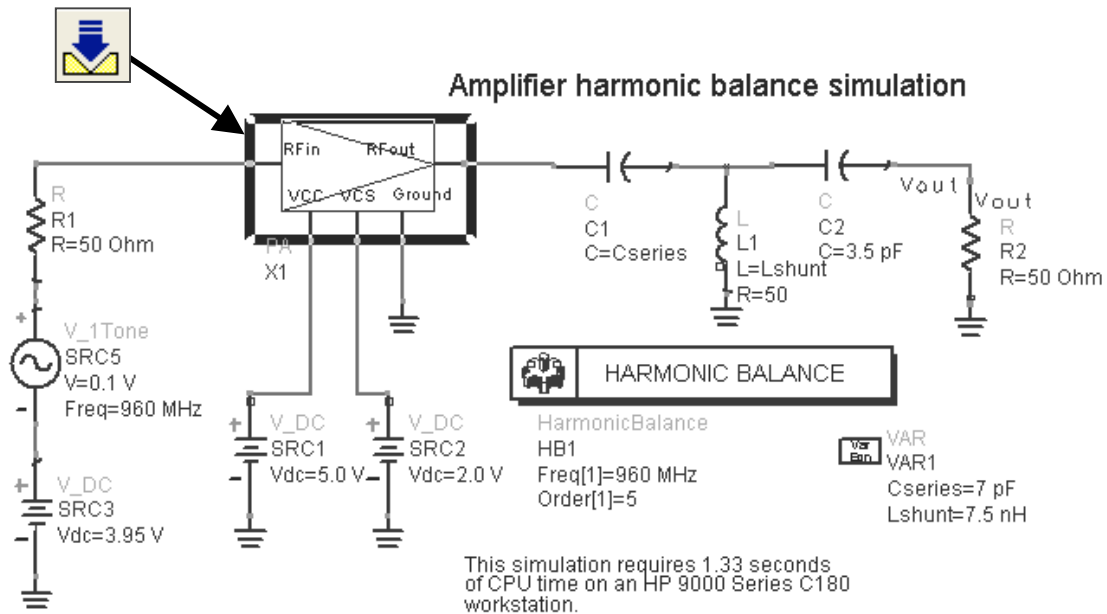 Amplifier harmonic balance simulation
RFin
RFout
VCC
VCS
Ground
PA
X1
R
R1
R=50 Ohm
V_1Tone
SRC5
V=0.1 V
Freq=960 MHz
V_DC
SRC3
Vdc=3.95 V
V_DC
SRC1
Vdc=5.0 V
V_DC
SRC2
Vdc=2.0 V
C
C1
C=Cseries
L
L1
L=Lshunt
R=50
C
C2
C=3.5 pF
Vout
Vout
R
R2
R=50 Ohm
HARMONIC BALANCE
HarmonicBalance
HB1
Freq[1]=960 MHz
Order[1]=5
Var
Eqn
VAR
VAR1
Cseries=7 pF
Lshunt=7.5 nH
This simulation requires 1.33 seconds
of CPU time on an HP 9000 Series C180
workstation.